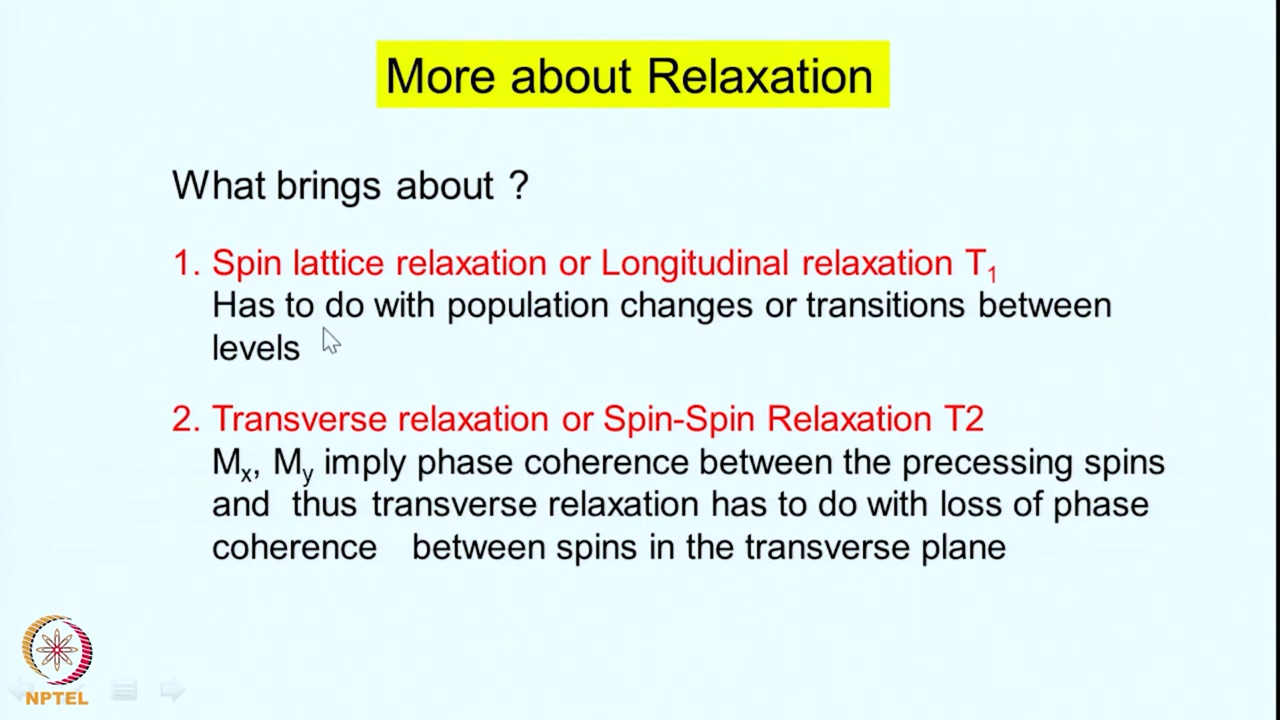 More about Relaxation
What brings about ?
1. Spin lattice relaxation or Longitudinal relaxation T₁
Has to do with population changes or transitions between
levels
2. Transverse relaxation or Spin-Spin Relaxation T2
Mₓ, Mᵧ imply phase coherence between the precessing spins
and thus transverse relaxation has to do with loss of phase
coherence between spins in the transverse plane
NPTEL